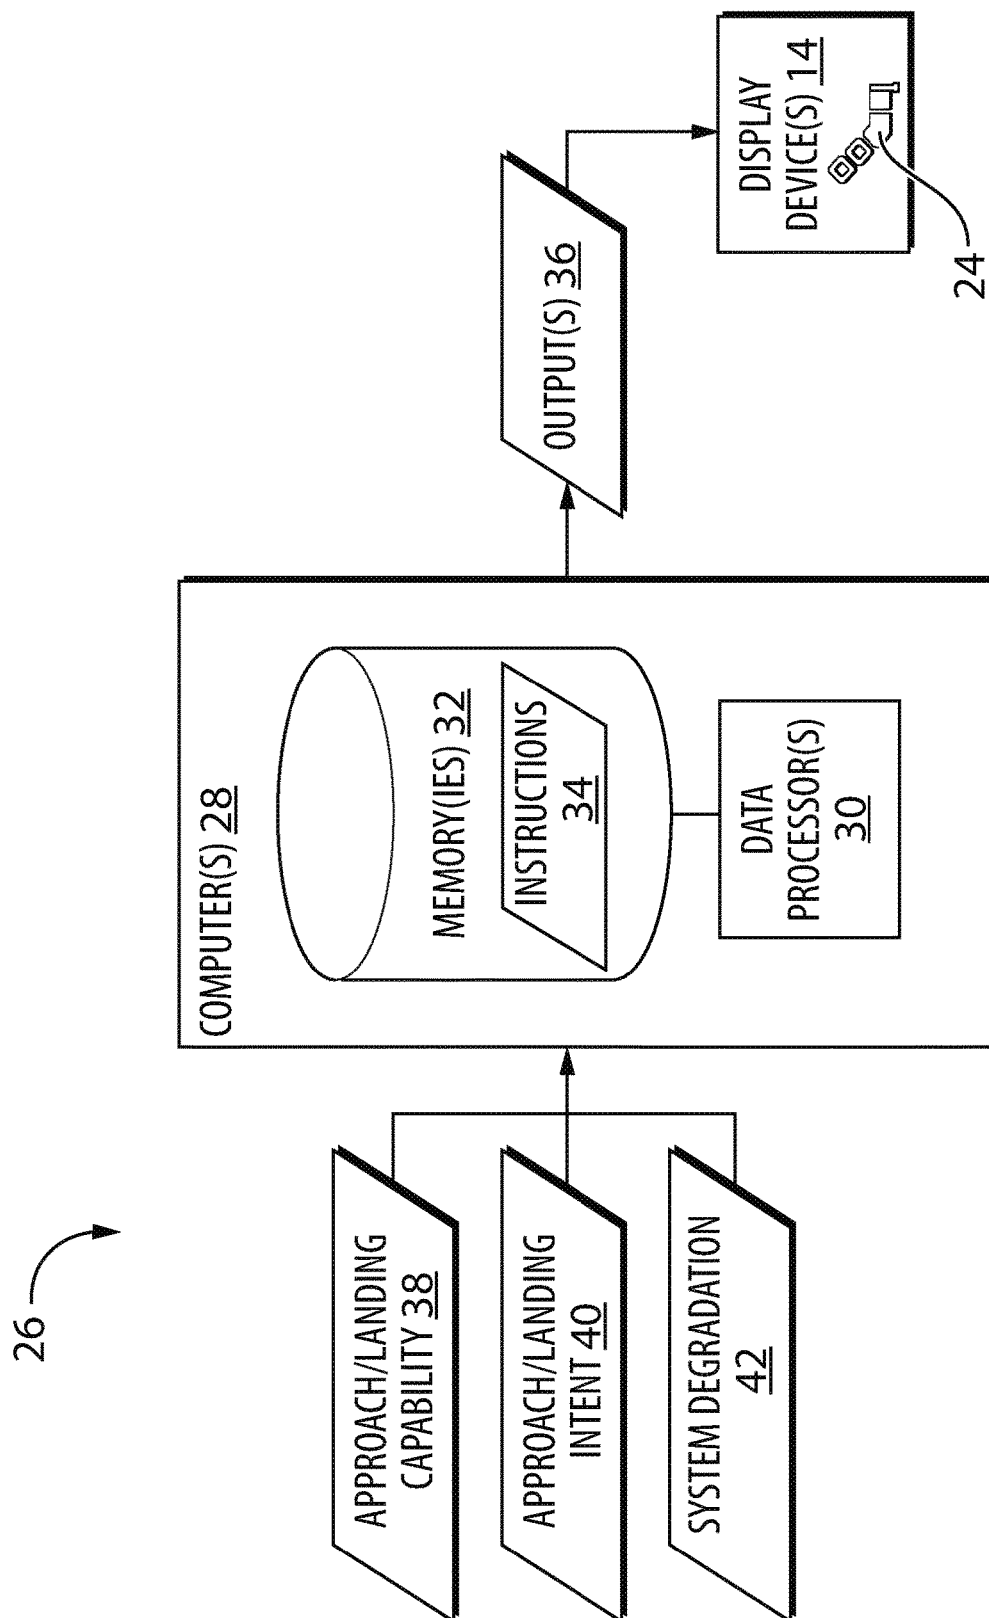 26
APPROACH/LANDING
CAPABILITY 38
APPROACH/LANDING
INTENT 40
SYSTEM DEGRADATION
42
COMPUTER(S) 28
MEMORY(IES) 32
INSTRUCTIONS
34
DATA
PROCESSOR(S)
30
OUTPUT(S) 36
DISPLAY
DEVICE(S) 14
24